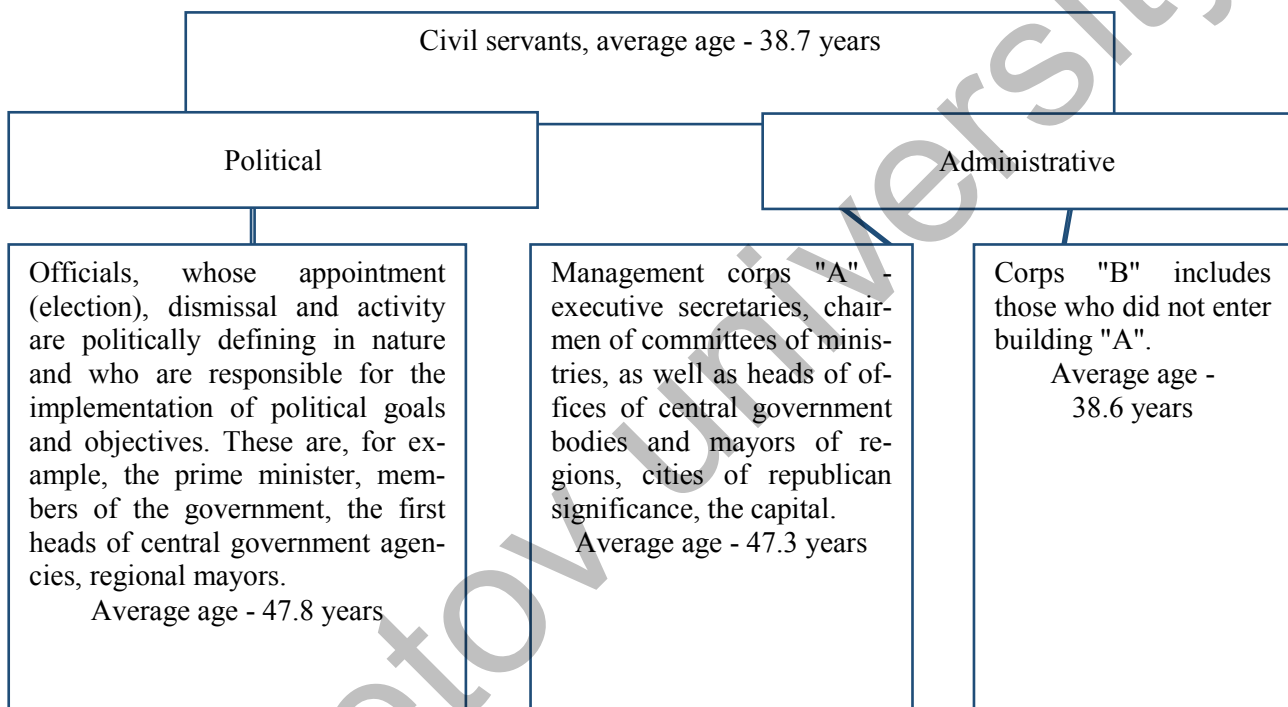 Civil servants, average age - 38.7 years
Political
Administrative
Officials, whose appointment
(election), dismissal and activity
are politically defining in nature
and who are responsible for the
implementation of political goals
and objectives. These are, for ex-
ample, the prime minister, mem-
bers of the government, the first
heads of central government agen-
cies, regional mayors.
Average age - 47.8 years
Management corps "A" -
executive secretaries, chair-
men of committees of minis-
tries, as well as heads of of-
fices of central government
bodies and mayors of re-
gions, cities of republican
significance, the capital.
Average age - 47.3 years
Corps "B" includes
those who did not enter
building "A".
Average age -
38.6 years
university